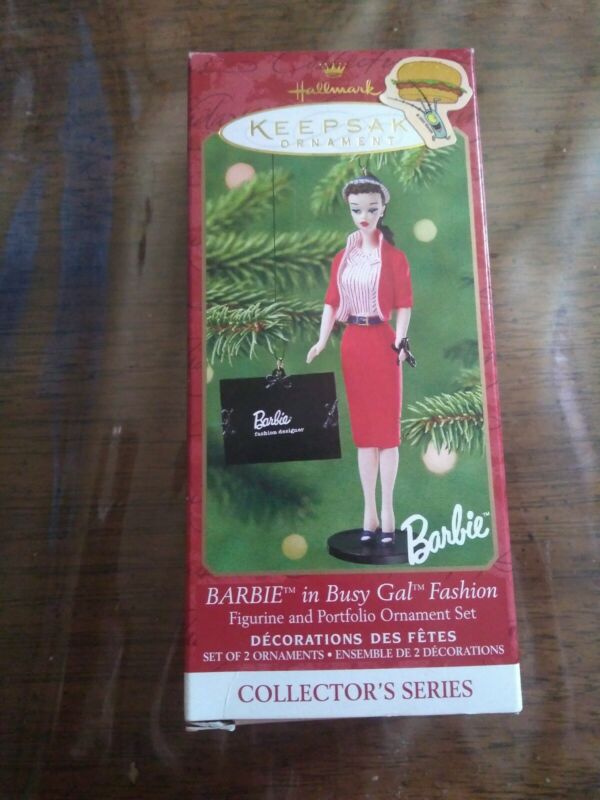 Hallmark
KEEPSAK
ORNAMENT
Barbie
fashion designer
Barbie™
BARBIE™ in Busy Gal™ Fashion
Figurine and Portfolio Ornament Set
DÉCORATIONS DES FÊTES
SET OF 2 ORNAMENTS • ENSEMBLE DE 2 DÉCORATIONS
COLLECTOR'S SERIES